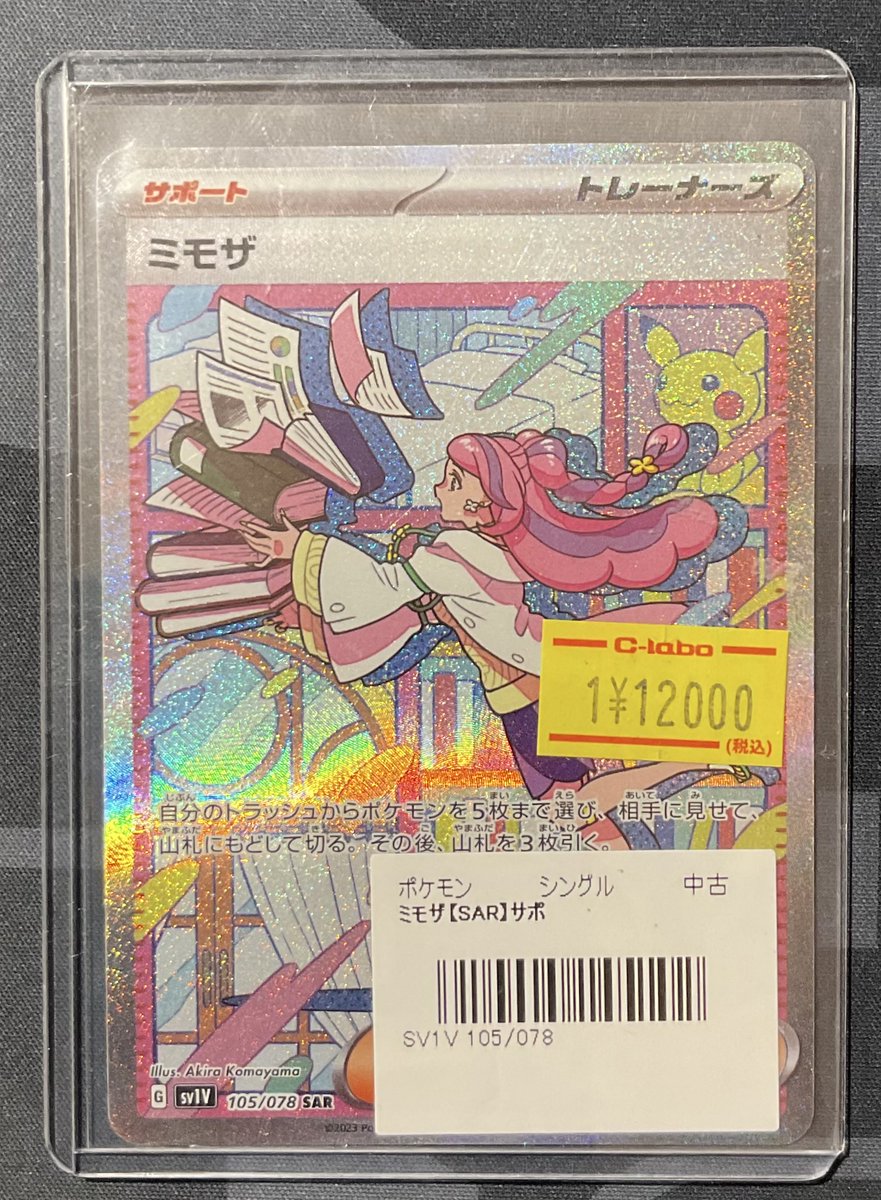 サポート
トレーナーズ
ミモザ
C-labo
1¥12000
(税込)
自分のトラッシュからポケモンを5枚まで選び、相手に見せて、
山札にもどして切る。その後、山札を3枚引く。
ポケモン シングル 中古
ミモザ【SAR】サポ
SV1V 105/078
Illus. Akira Komayama
G sv1V 105/078 SAR
©2023 Po